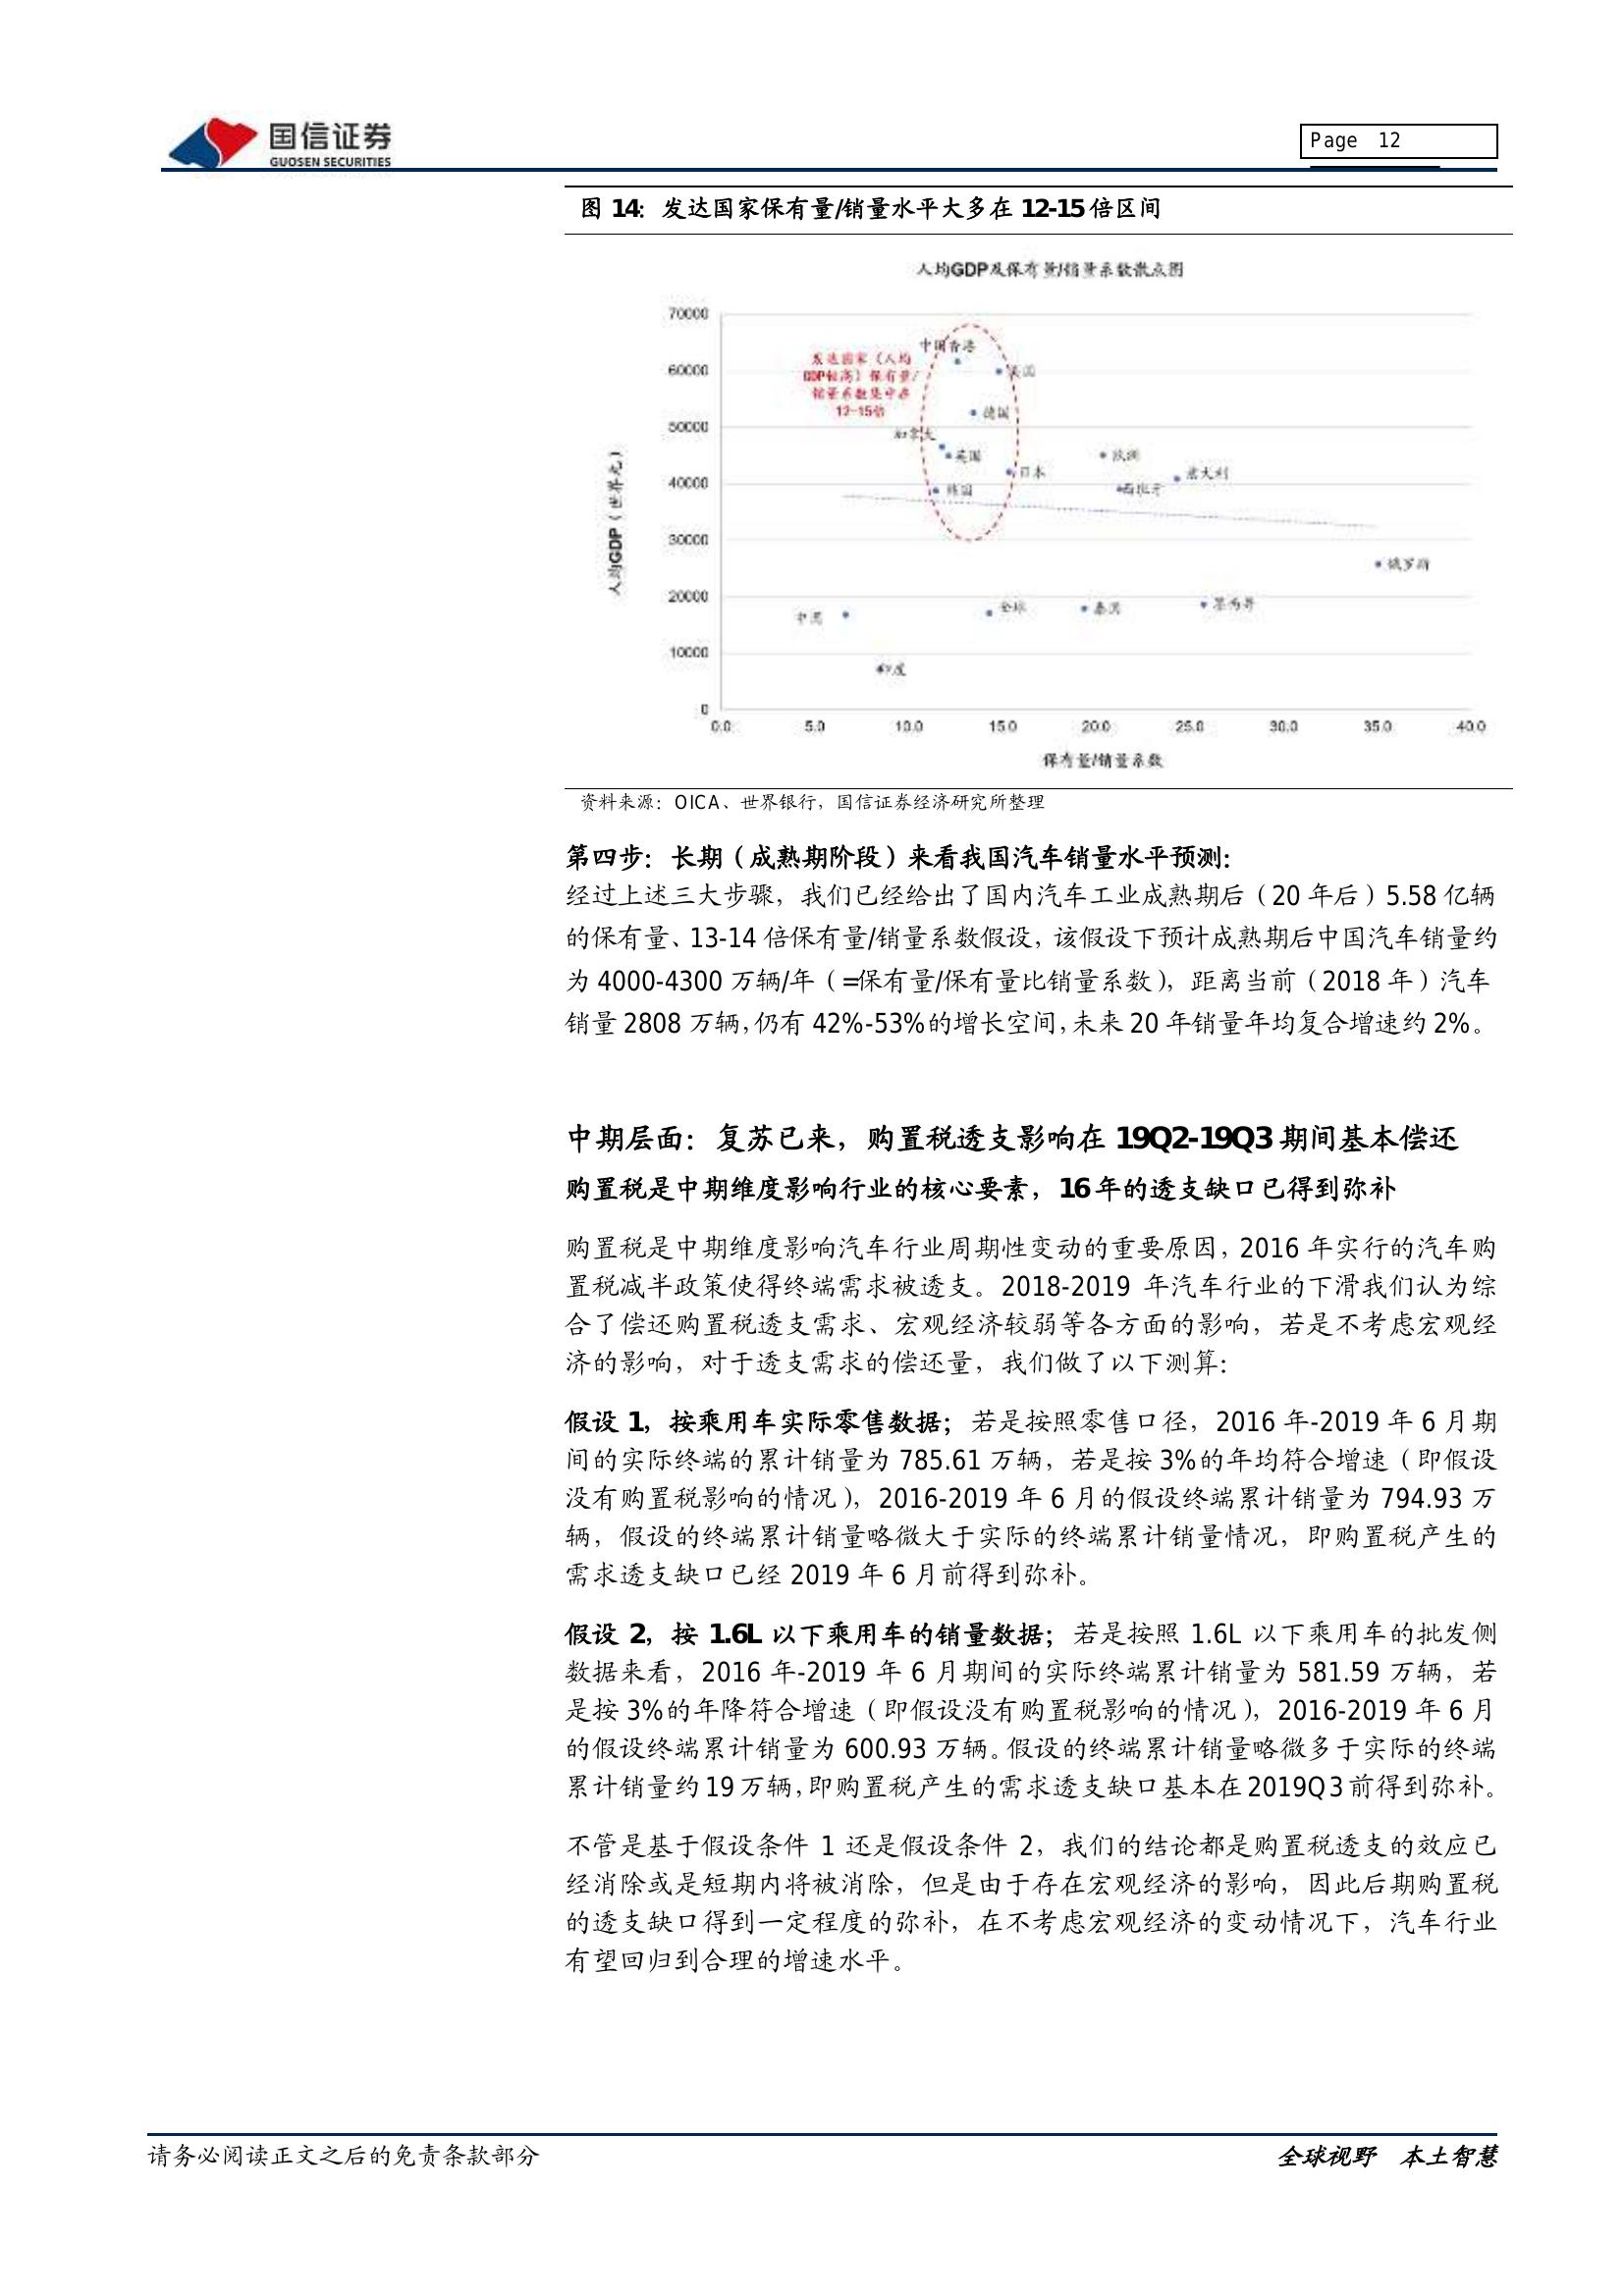 国信证券
GUOSEN SECURITIES
Page 12
图 14：发达国家保有量/销量水平大多在 12-15 倍区间
人均GDP及保有量/销量系数散点图
70000
60000
50000
40000
30000
20000
10000
0
人均GDP（世界元）
发达国家（人均
GDP较高）保有量/
销量系数集中在
12-15倍
中国香港
美国
德国
加拿大
英国
日本
韩国
欧洲
西班牙
意大利
俄罗斯
中国
全球
泰国
墨西哥
印度
0.0
5.0
10.0
15.0
20.0
25.0
30.0
35.0
40.0
保有量/销量系数
资料来源：OICA、世界银行，国信证券经济研究所整理
第四步：长期（成熟期阶段）来看我国汽车销量水平预测：
经过上述三大步骤，我们已经给出了国内汽车工业成熟期后（20 年后）5.58 亿辆
的保有量、13-14 倍保有量/销量系数假设，该假设下预计成熟期后中国汽车销量约
为 4000-4300 万辆/年（=保有量/保有量比销量系数），距离当前（2018 年）汽车
销量 2808 万辆，仍有 42%-53%的增长空间，未来 20 年销量年均复合增速约 2%。
中期层面：复苏已来，购置税透支影响在 19Q2-19Q3 期间基本偿还
购置税是中期维度影响行业的核心要素，16 年的透支缺口已得到弥补
购置税是中期维度影响汽车行业周期性变动的重要原因，2016 年实行的汽车购
置税减半政策使得终端需求被透支。2018-2019 年汽车行业的下滑我们认为综
合了偿还购置税透支需求、宏观经济较弱等各方面的影响，若是不考虑宏观经
济的影响，对于透支需求的偿还量，我们做了以下测算：
假设 1，按乘用车实际零售数据；若是按照零售口径，2016 年-2019 年 6 月期
间的实际终端的累计销量为 785.61 万辆，若是按 3%的年均符合增速（即假设
没有购置税影响的情况），2016-2019 年 6 月的假设终端累计销量为 794.93 万
辆，假设的终端累计销量略微大于实际的终端累计销量情况，即购置税产生的
需求透支缺口已经 2019 年 6 月前得到弥补。
假设 2，按 1.6L 以下乘用车的销量数据；若是按照 1.6L 以下乘用车的批发侧
数据来看，2016 年-2019 年 6 月期间的实际终端累计销量为 581.59 万辆，若
是按 3%的年降符合增速（即假设没有购置税影响的情况），2016-2019 年 6 月
的假设终端累计销量为 600.93 万辆。假设的终端累计销量略微多于实际的终端
累计销量约 19 万辆，即购置税产生的需求透支缺口基本在 2019Q3 前得到弥补。
不管是基于假设条件 1 还是假设条件 2，我们的结论都是购置税透支的效应已
经消除或是短期内将被消除，但是由于存在宏观经济的影响，因此后期购置税
的透支缺口得到一定程度的弥补，在不考虑宏观经济的变动情况下，汽车行业
有望回归到合理的增速水平。
请务必阅读正文之后的免责条款部分
全球视野 本土智慧